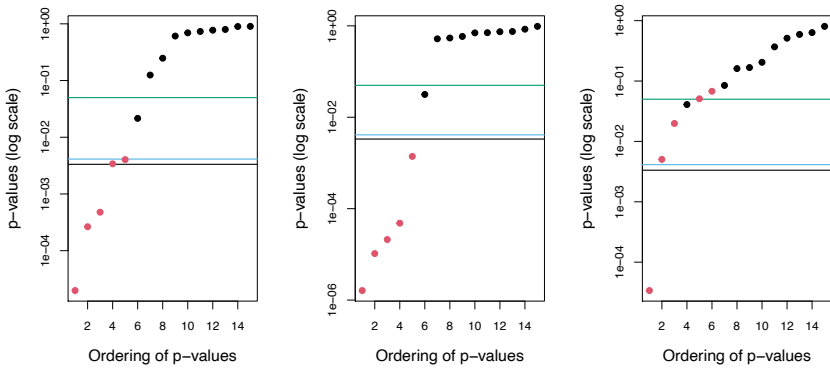 1e+00
1e−01
1e−02
1e−03
1e−04
p−values (log scale)
2 4 6 8 10 12 14
Ordering of p−values
1e+00
1e−02
1e−04
1e−06
p−values (log scale)
2 4 6 8 10 12 14
Ordering of p−values
1e+00
1e−01
1e−02
1e−03
1e−04
p−values (log scale)
2 4 6 8 10 12 14
Ordering of p−values